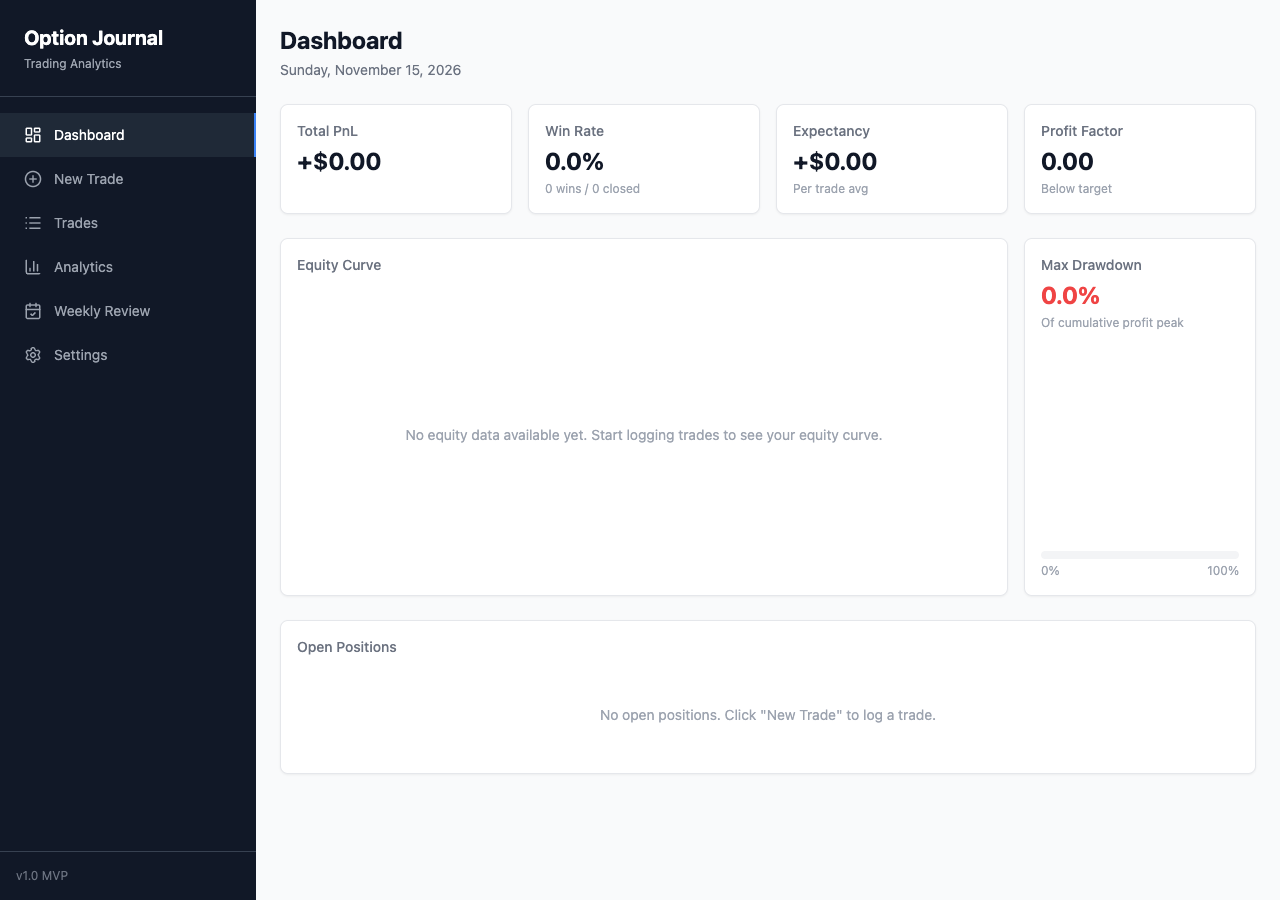 Option Journal
Trading Analytics
Dashboard
New Trade
Trades
Analytics
Weekly Review
Settings
v1.0 MVP
Dashboard
Sunday, November 15, 2026
Total PnL
+$0.00
Win Rate
0.0%
0 wins / 0 closed
Expectancy
+$0.00
Per trade avg
Profit Factor
0.00
Below target
Equity Curve
No equity data available yet. Start logging trades to see your equity curve.
Max Drawdown
0.0%
Of cumulative profit peak
0% 100%
Open Positions
No open positions. Click "New Trade" to log a trade.